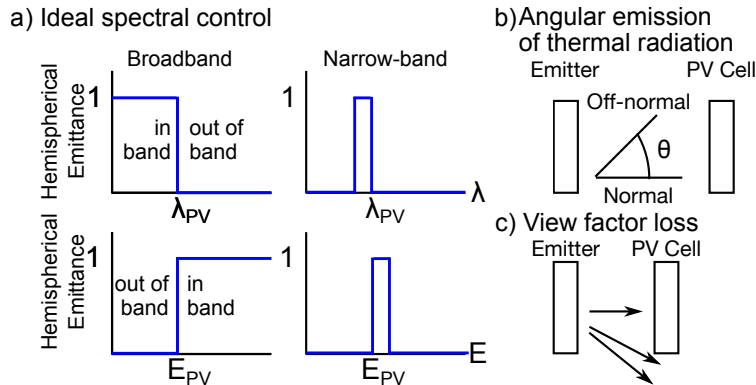 a) Ideal spectral control
Broadband
Narrow-band
Hemispherical
Emittance
1
in
band
out of
band
λPV
1
λPV
λ
Hemispherical
Emittance
1
out of
band
in
band
EPV
1
EPV
E
b) Angular emission
of thermal radiation
Emitter
PV Cell
Off-normal
θ
Normal
c) View factor loss
Emitter
PV Cell